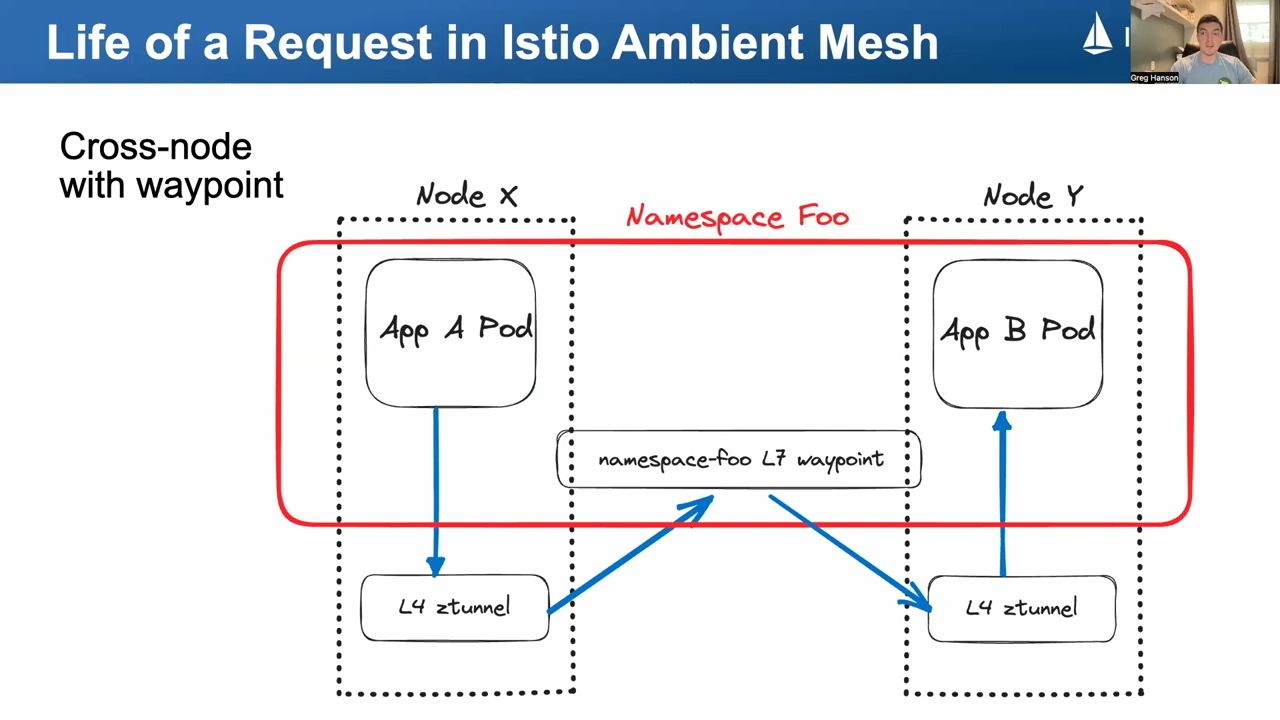 Life of a Request in Istio Ambient Mesh
Greg Hanson
Cross-node
with waypoint
Node X
Namespace Foo
Node Y
App A Pod
App B Pod
namespace-foo L7 waypoint
L4 ztunnel
L4 ztunnel